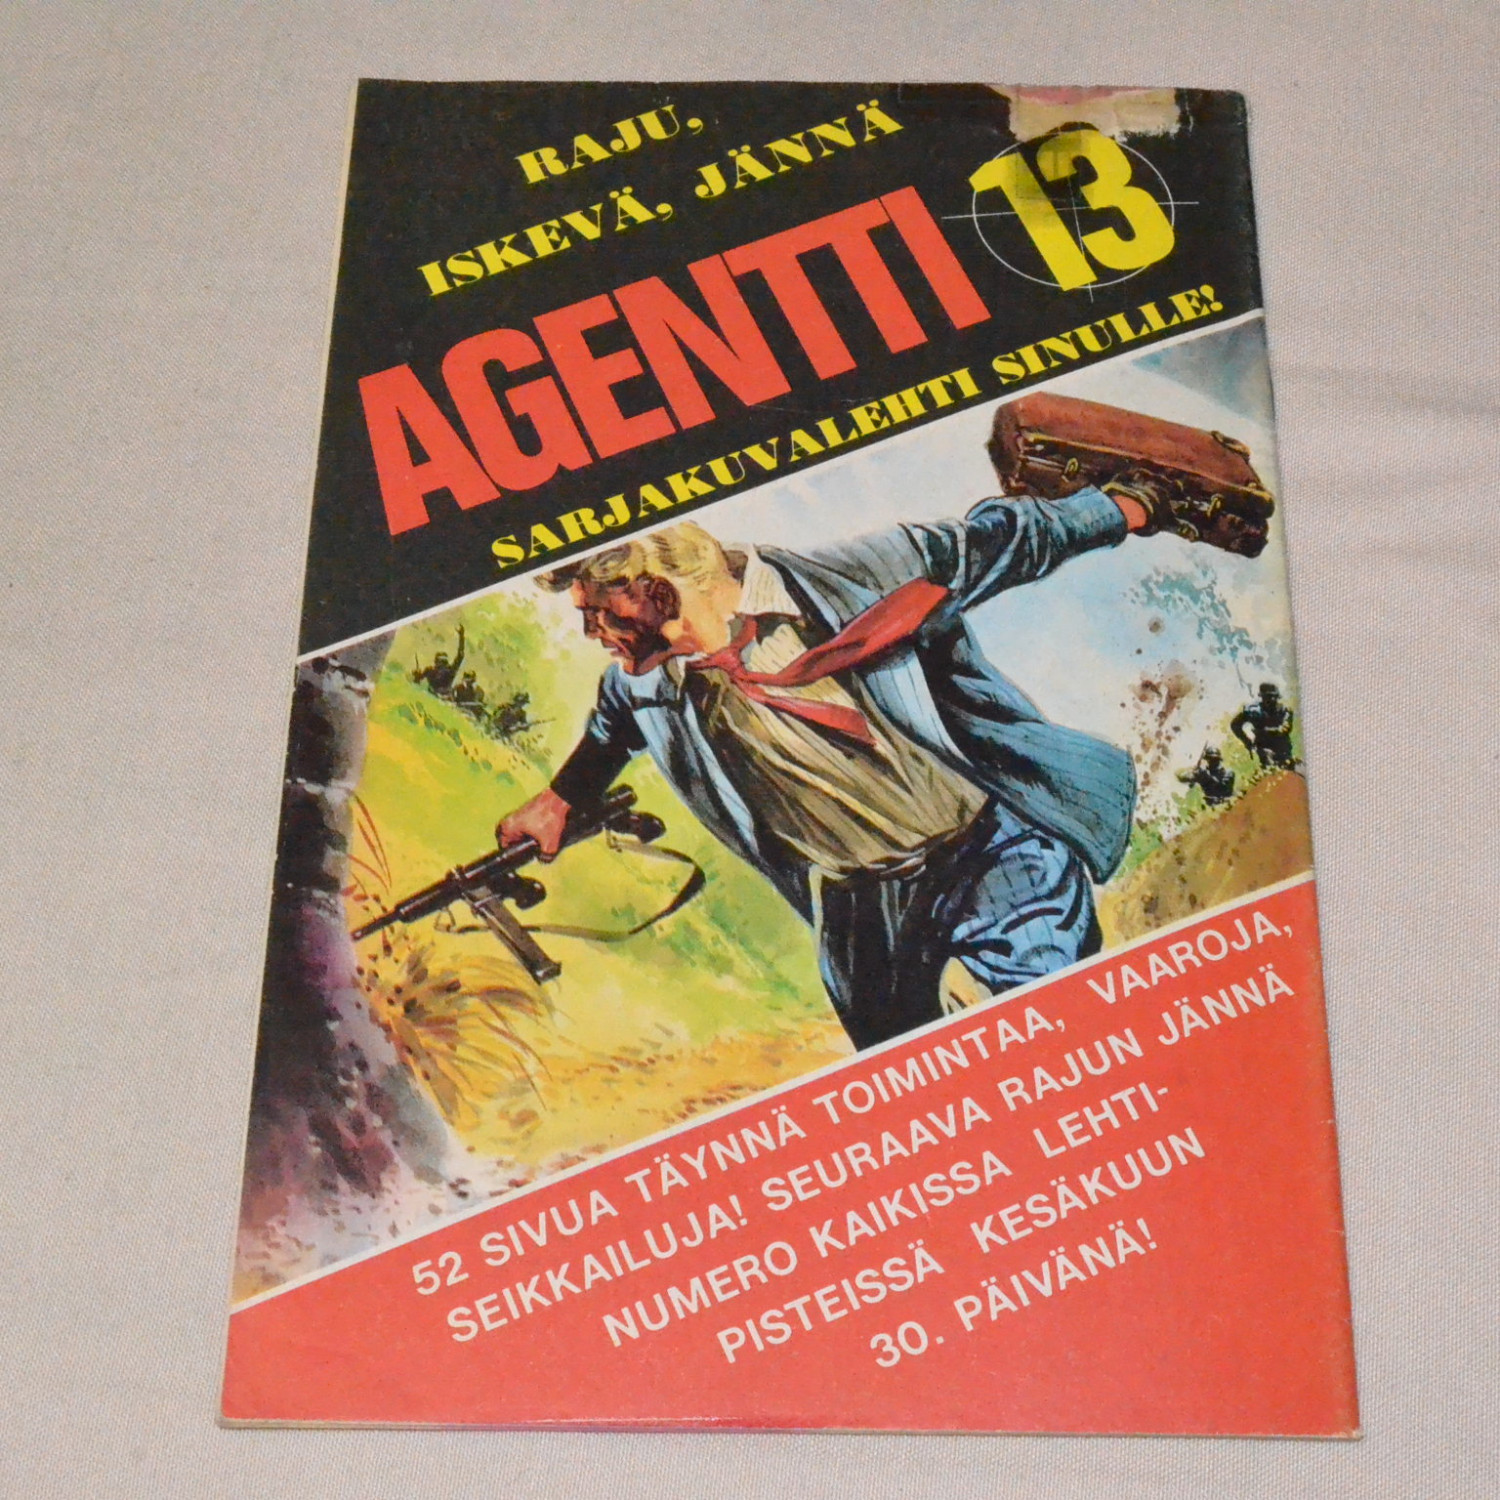 RAJU,
ISKEVÄ, JÄNNÄ
AGENTTI 13
SARJAKUVALEHTI SINULLE!
52 SIVUA TÄYNNÄ TOIMINTAA, VAAROJA,
SEIKKAILUJA! SEURAAVA RAJUN JÄNNÄ
NUMERO KAIKISSA LEHTI-
PISTEISSÄ KESÄKUUN
30. PÄIVÄNÄ!